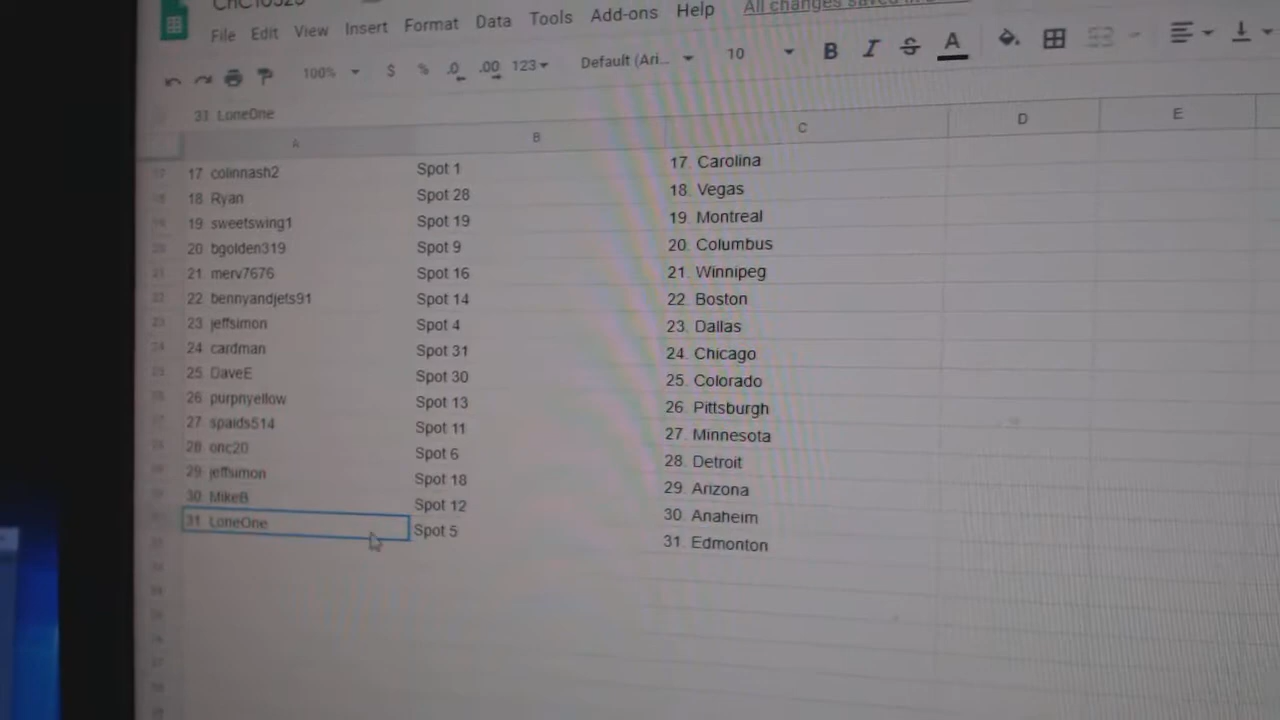 File Edit View Insert Format Data Tools Add-ons Help All changes saved in
100% $ % .0 .00 123 Default (Ari... 10 B I S A
31 LoneOne
A B C D E
17 colinnash2 Spot 1 17. Carolina
18 Ryan Spot 28 18. Vegas
19 sweetswing1 Spot 19 19. Montreal
20 bgolden319 Spot 9 20. Columbus
21 merv7676 Spot 16 21. Winnipeg
22 bennyandjets91 Spot 14 22. Boston
23 jeffsimon Spot 4 23. Dallas
24 cardman Spot 31 24. Chicago
25 DaveE Spot 30 25. Colorado
26 purpnyellow Spot 13 26. Pittsburgh
27 spaids514 Spot 11 27. Minnesota
28 onc20 Spot 6 28. Detroit
29 jeffsimon Spot 18 29. Arizona
30 MikeB Spot 12 30. Anaheim
31 LoneOne Spot 5 31. Edmonton